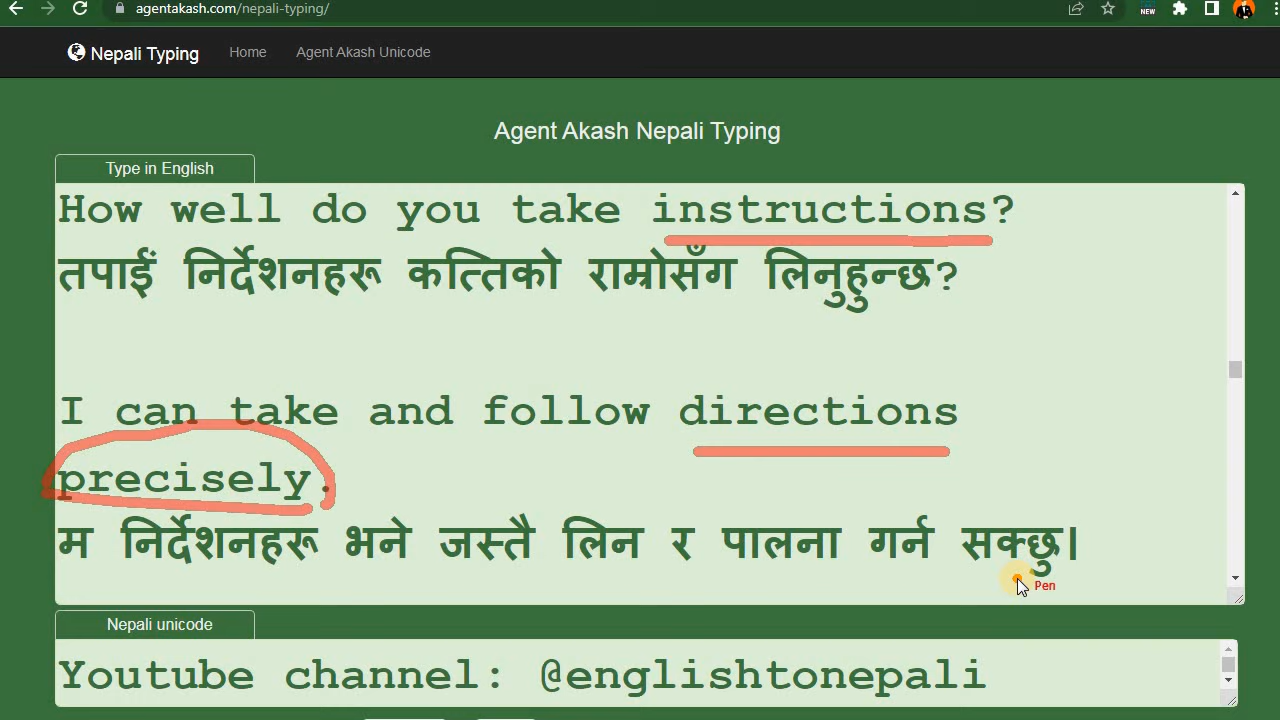 agentakash.com/nepali-typing/
NEW
Nepali Typing Home Agent Akash Unicode
Agent Akash Nepali Typing
Type in English
How well do you take instructions?
तपाईं निर्देशनहरू कत्तिको राम्रोसँग लिनुहुन्छ?
I can take and follow directions
precisely.
म निर्देशनहरू भने जस्तै लिन र पालना गर्न सक्छु।
Pen
Nepali unicode
Youtube channel: @englishtonepali